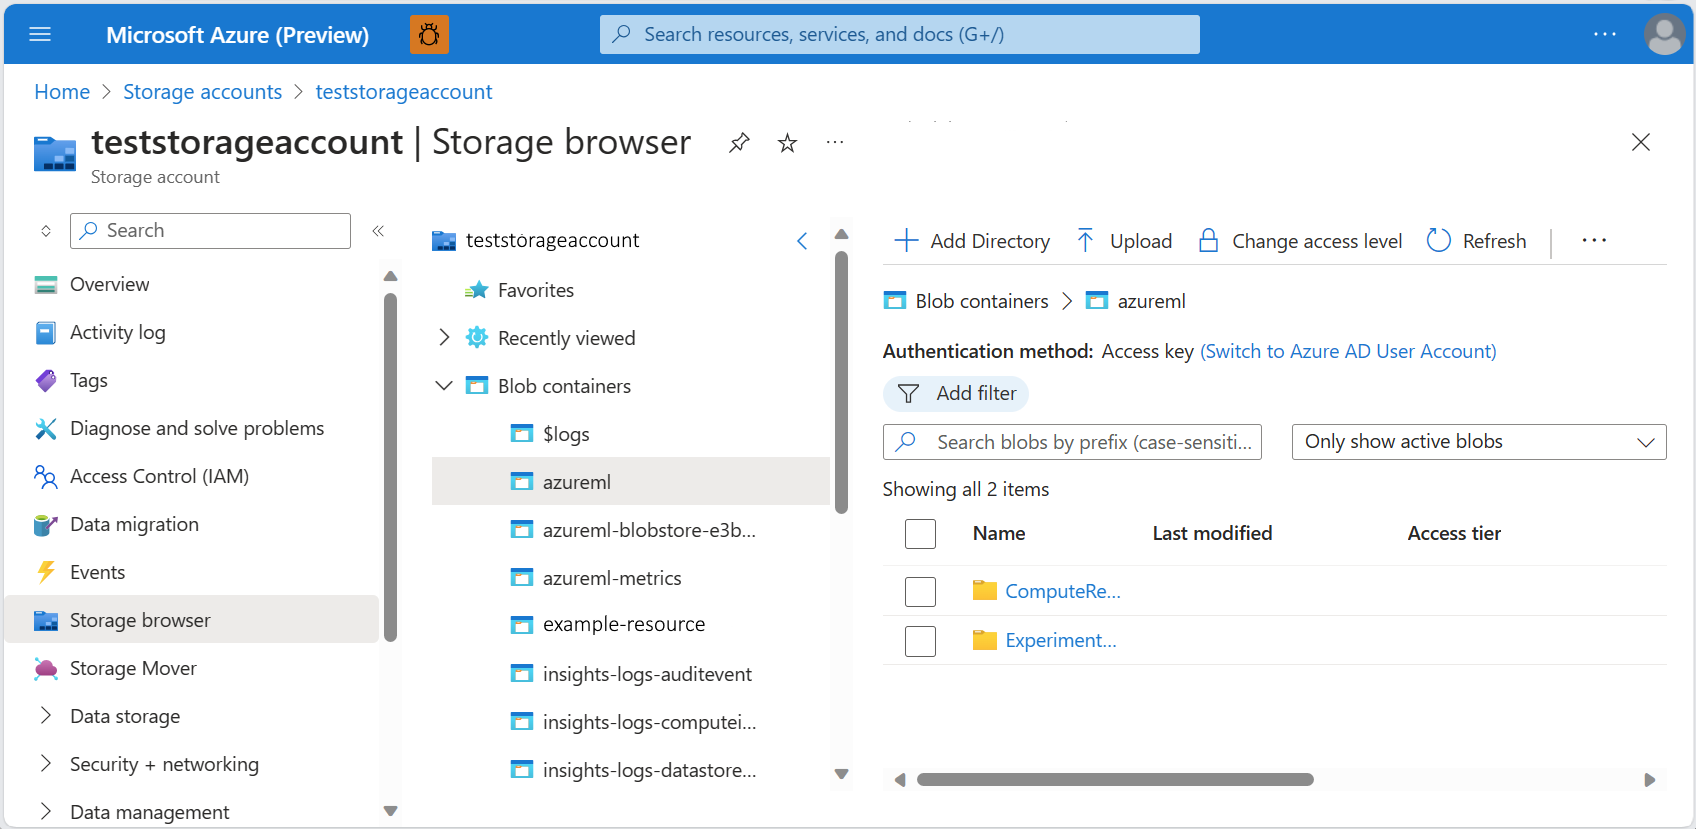 Microsoft Azure (Preview)
Search resources, services, and docs (G+/)
...
Home > Storage accounts > teststorageaccount
teststorageaccount | Storage browser
...
Storage account
Search
«
Overview
Activity log
Tags
Diagnose and solve problems
Access Control (IAM)
Data migration
Events
Storage browser
Storage Mover
Data storage
Security + networking
Data management
teststorageaccount
Favorites
Recently viewed
Blob containers
$logs
azureml
azureml-blobstore-e3b...
azureml-metrics
example-resource
insights-logs-auditevent
insights-logs-computei...
insights-logs-datastore...
Add Directory Upload Change access level Refresh ...
Blob containers > azureml
Authentication method: Access key (Switch to Azure AD User Account)
Add filter
Search blobs by prefix (case-sensiti...
Only show active blobs
Showing all 2 items
Name Last modified Access tier
ComputeRe...
Experiment...